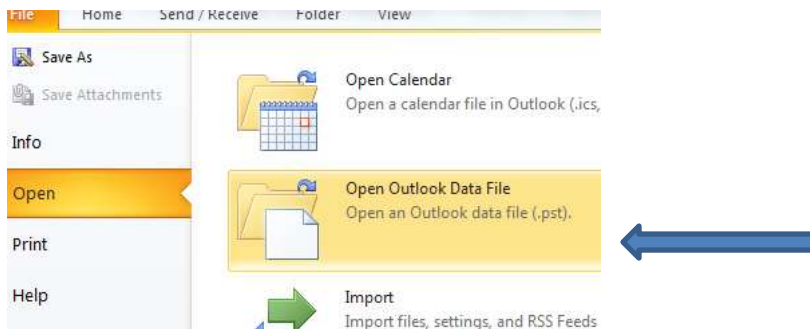 File Home Send / Receive Folder View
Save As
Save Attachments
Info
Open
Print
Help
Open Calendar
Open a calendar file in Outlook (.ics,
Open Outlook Data File
Open an Outlook data file (.pst).
Import
Import files, settings, and RSS Feeds